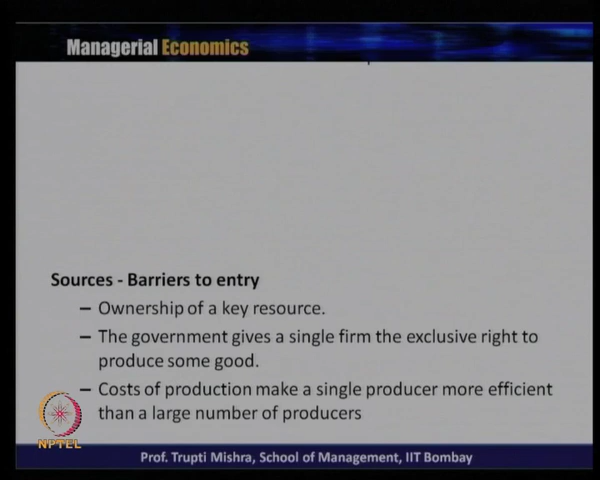 Managerial Economics
Sources - Barriers to entry
– Ownership of a key resource.
– The government gives a single firm the exclusive right to
produce some good.
– Costs of production make a single producer more efficient
than a large number of producers
NPTEL
Prof. Trupti Mishra, School of Management, IIT Bombay